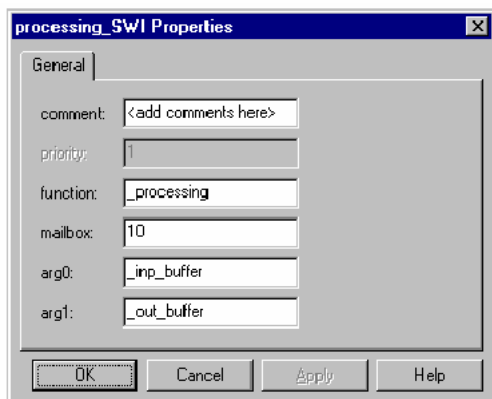 processing_SWI Properties
General
comment: <add comments here>
priority: 1
function: _processing
mailbox: 10
arg0: _inp_buffer
arg1: _out_buffer
OK Cancel Apply Help